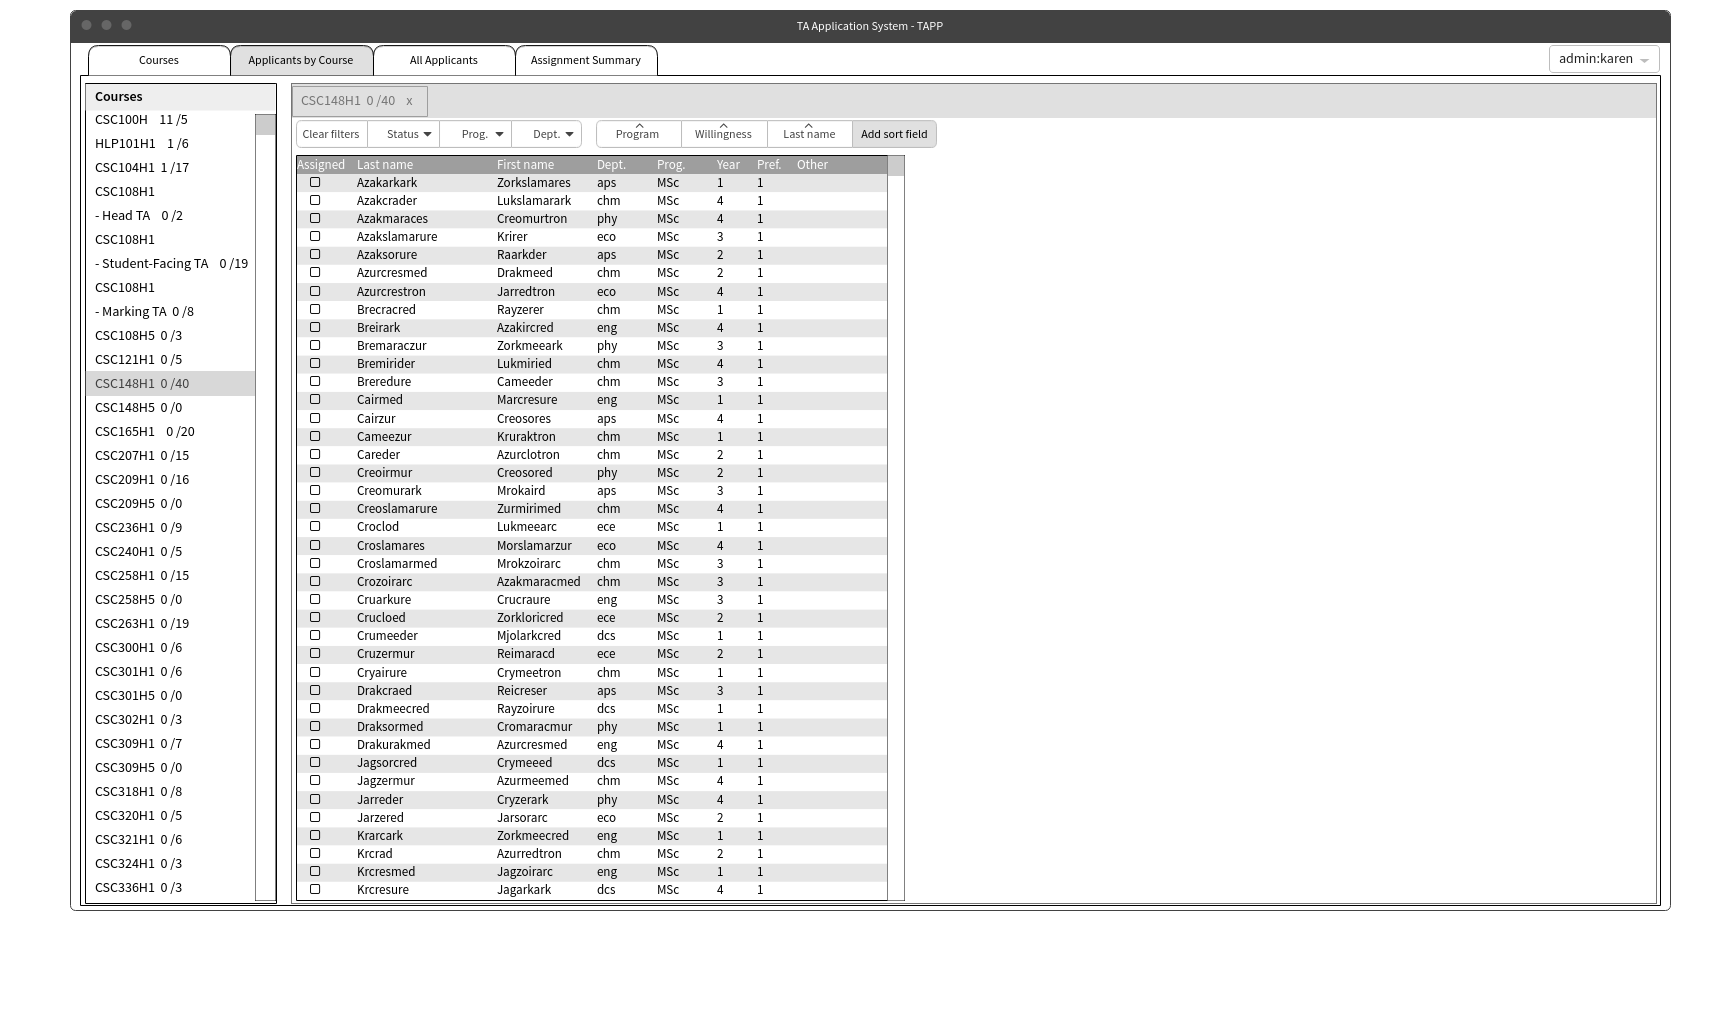 TA Application System - TAPP
Courses
Applicants by Course
All Applicants
Assignment Summary
admin:karen
Courses
CSC100H 11 /5
HLP101H1 1 /6
CSC104H1 1 /17
CSC108H1
- Head TA 0 /2
CSC108H1
- Student-Facing TA 0 /19
CSC108H1
- Marking TA 0 /8
CSC108H5 0 /3
CSC121H1 0 /5
CSC148H1 0 /40
CSC148H5 0 /0
CSC165H1 0 /20
CSC207H1 0 /15
CSC209H1 0 /16
CSC209H5 0 /0
CSC236H1 0 /9
CSC240H1 0 /5
CSC258H1 0 /15
CSC258H5 0 /0
CSC263H1 0 /19
CSC300H1 0 /6
CSC301H1 0 /6
CSC301H5 0 /0
CSC302H1 0 /3
CSC309H1 0 /7
CSC309H5 0 /0
CSC318H1 0 /8
CSC320H1 0 /5
CSC321H1 0 /6
CSC324H1 0 /3
CSC336H1 0 /3
CSC148H1 0 /40 x
Clear filters Status Prog. Dept. Program Willingness Last name Add sort field
Assigned Last name First name Dept. Prog. Year Pref. Other
Azakarkark Zorkslamares aps MSc 1 1
Azakcrader Lukslamarark chm MSc 4 1
Azakmaraces Creomurtron phy MSc 4 1
Azakslamarure Krirer eco MSc 3 1
Azaksorure Raarkder aps MSc 2 1
Azurcresmed Drakmeed chm MSc 2 1
Azurcrestron Jarredtron eco MSc 4 1
Brecracred Rayzerer chm MSc 1 1
Breirark Azakircred eng MSc 4 1
Bremaraczur Zorkmeeark phy MSc 3 1
Bremirider Lukmiried chm MSc 4 1
Breredure Cameeder chm MSc 3 1
Cairmed Marcresure eng MSc 1 1
Cairzur Creosores aps MSc 4 1
Cameezur Kruraktron chm MSc 1 1
Careder Azurclotron chm MSc 2 1
Creoirmur Creosored phy MSc 2 1
Creomurark Mrokaird aps MSc 3 1
Creoslamarure Zurmirimed chm MSc 4 1
Croclod Lukmeearc ece MSc 1 1
Croslamares Morslamarzur eco MSc 4 1
Croslamarmed Mrokzoirarc chm MSc 3 1
Crozoirarc Azakmaracmed chm MSc 3 1
Cruarkure Crucraure eng MSc 3 1
Crucloed Zorkloricred ece MSc 2 1
Crumeeder Mjolarkcred dcs MSc 1 1
Cruzermur Reimaracd ece MSc 2 1
Cryairure Crymeetron chm MSc 1 1
Drakcraed Reicreser aps MSc 3 1
Drakmeecred Rayzoirure dcs MSc 1 1
Draksormed Cromaracmur phy MSc 1 1
Drakurakmed Azurcresmed eng MSc 4 1
Jagsorcred Crymeeed dcs MSc 1 1
Jagzermur Azurmeemed chm MSc 4 1
Jarreder Cryzerark phy MSc 4 1
Jarzered Jarsorarc eco MSc 2 1
Krarcark Zorkmeecred eng MSc 1 1
Krcrad Azurredtron chm MSc 2 1
Krcresmed Jagzoirarc eng MSc 1 1
Krcresure Jagarkark dcs MSc 4 1